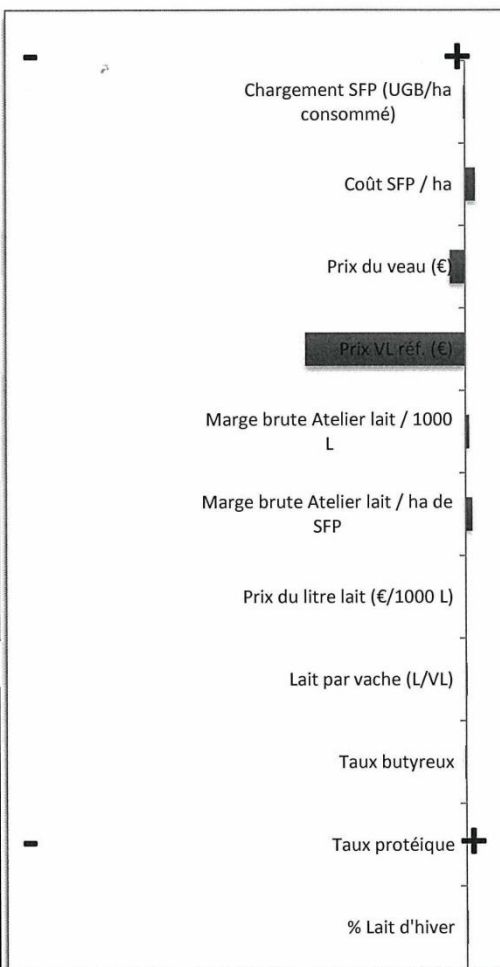 - +
Chargement SFP (UGB/ha
consommé)
Coût SFP / ha
Prix du veau (€)
Prix VL réf. (€)
Marge brute Atelier lait / 1000
L
Marge brute Atelier lait / ha de
SFP
Prix du litre lait (€/1000 L)
Lait par vache (L/VL)
Taux butyreux
- Taux protéique +
% Lait d'hiver